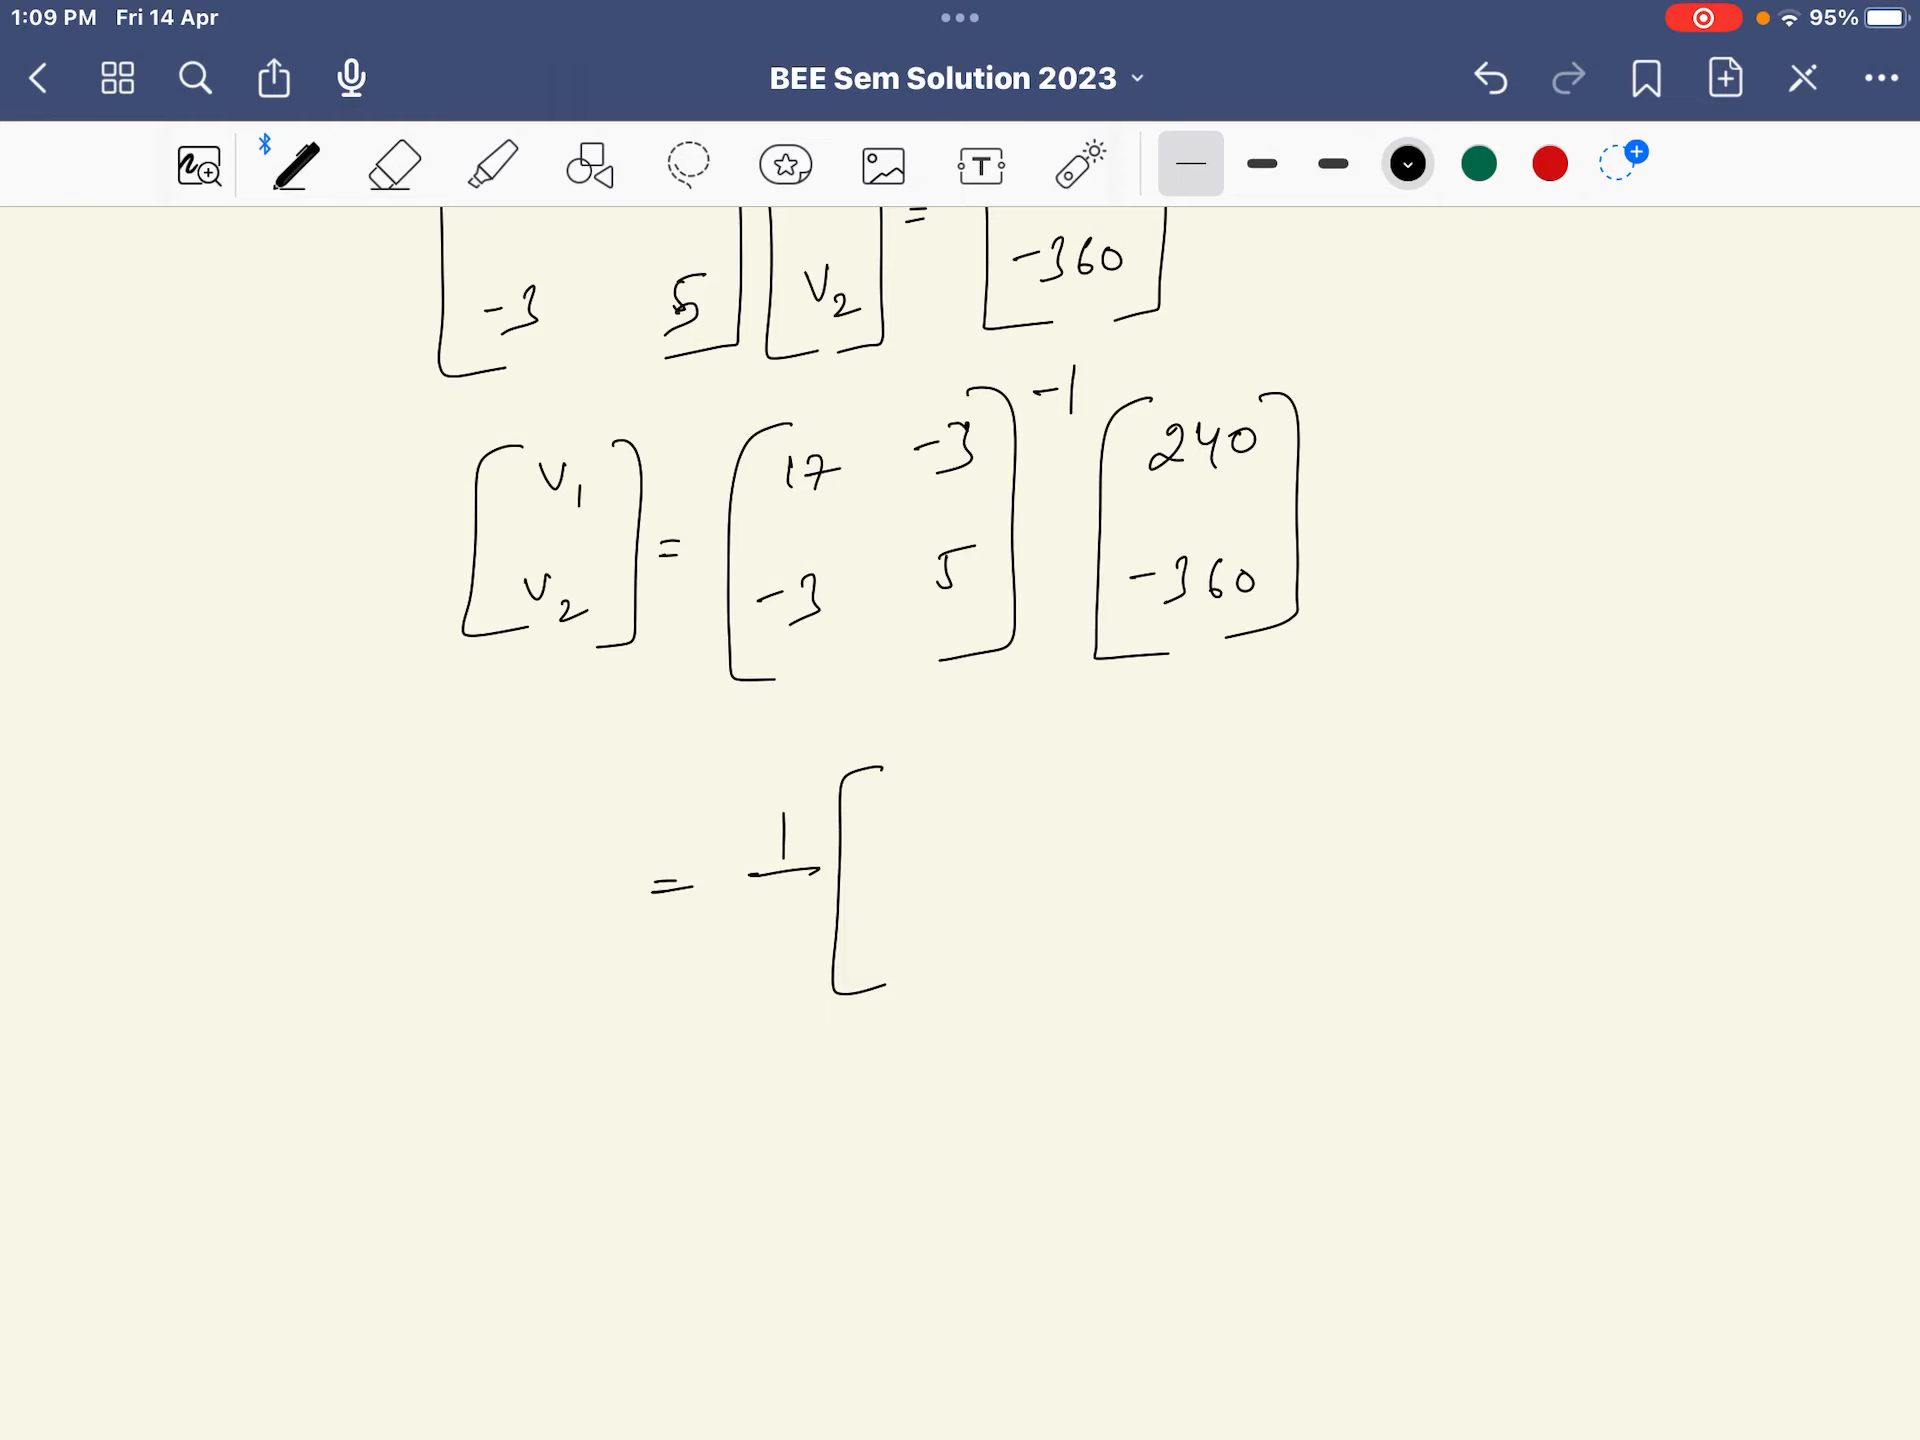 1:09 PM Fri 14 Apr 95%
BEE Sem Solution 2023
T
=
-360
-3 5 V2
-1
V1 = 17 -3 240
V2 -3 5 -360
= 1